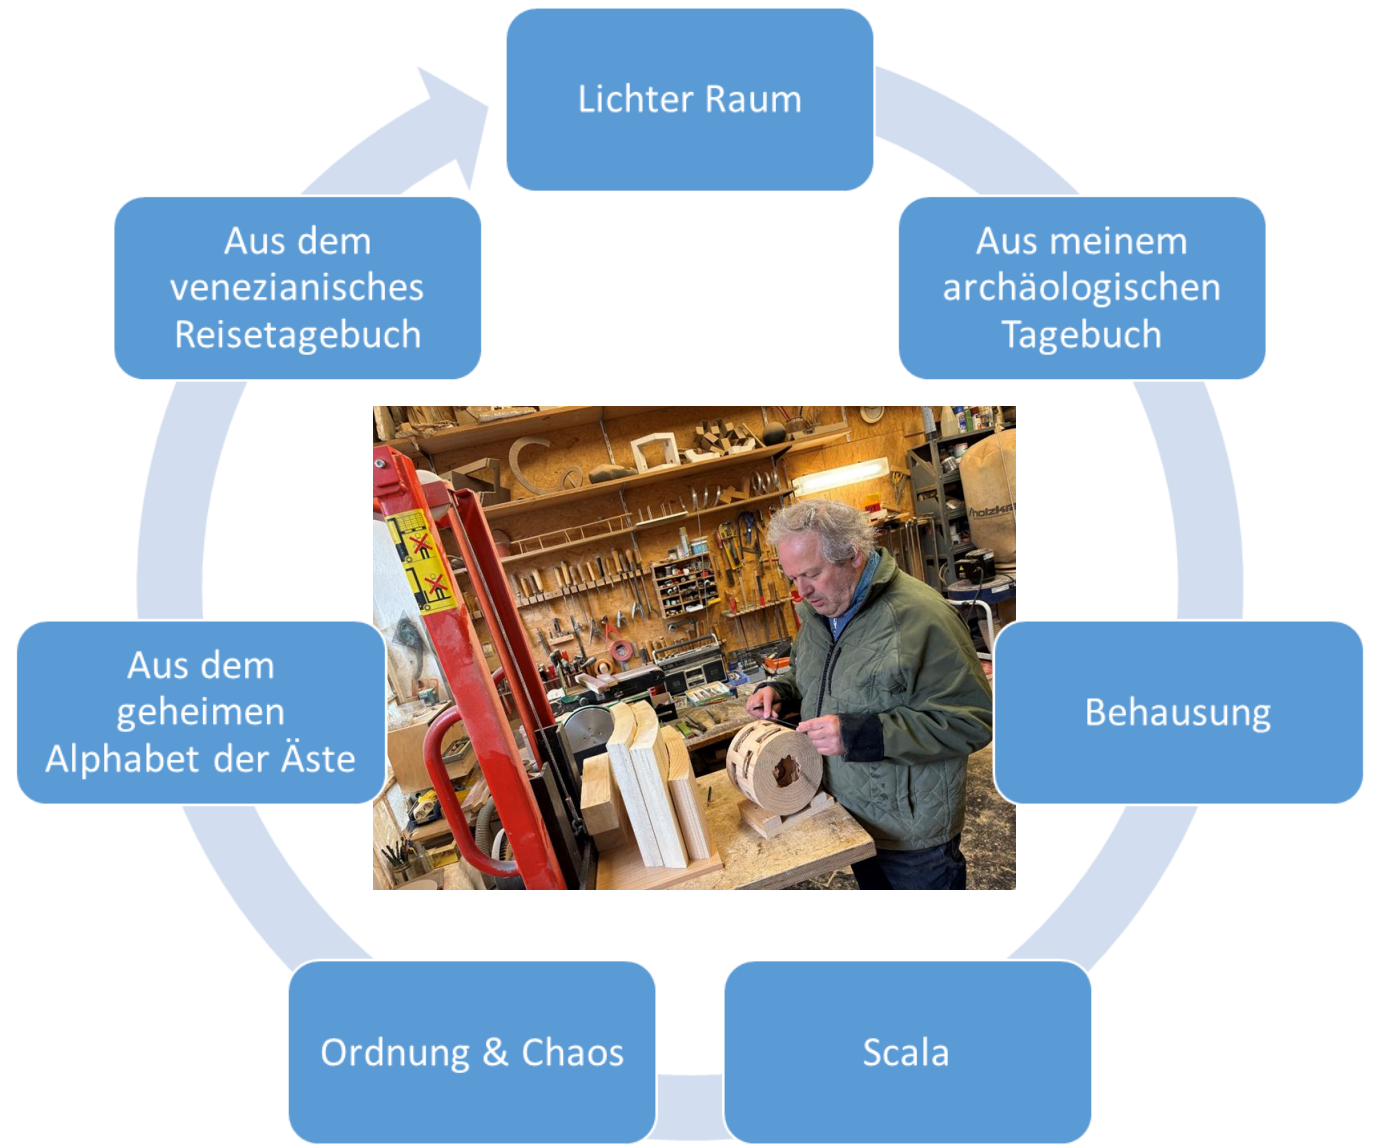 Lichter Raum
Aus meinem
archäologischen
Tagebuch
Behausung
Scala
Ordnung & Chaos
Aus dem
geheimen
Alphabet der Äste
Aus dem
venezianisches
Reisetagebuch